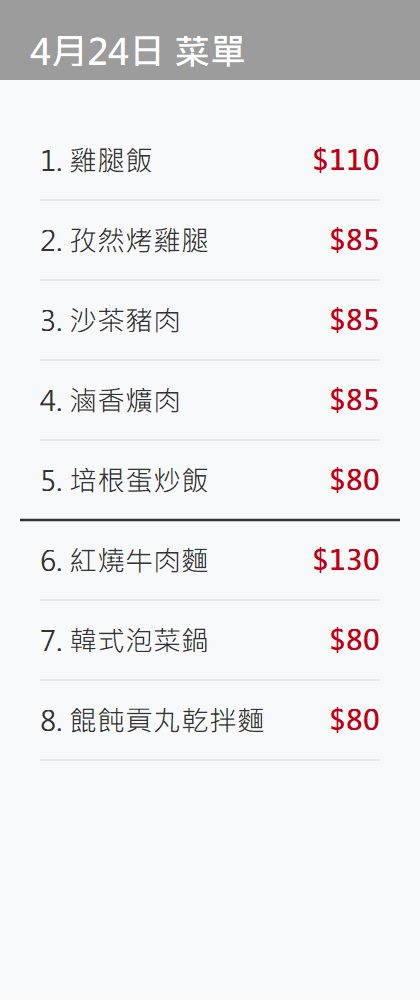 4月24日 菜單
1. 雞腿飯 $110
2. 孜然烤雞腿 $85
3. 沙茶豬肉 $85
4. 滷香爌肉 $85
5. 培根蛋炒飯 $80
6. 紅燒牛肉麵 $130
7. 韓式泡菜鍋 $80
8. 餛飩貢丸乾拌麵 $80